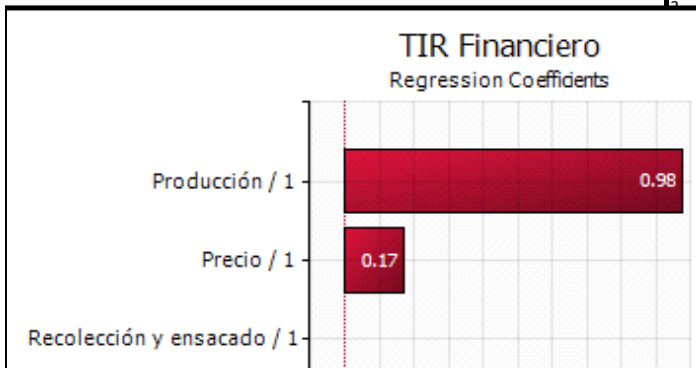 TIR Financiero
Regression Coefficients
Producción / 1
0.98
Precio / 1
0.17
Recolección y ensacado / 1